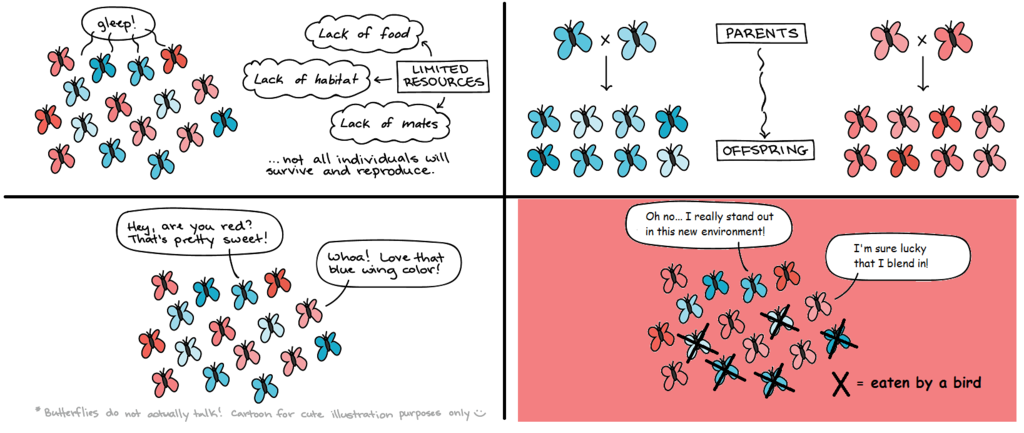 gleep!
Lack of food
Lack of habitat
LIMITED
RESOURCES
Lack of mates
...not all individuals will
survive and reproduce.
x
PARENTS
x
OFFSPRING
Hey, are you red?
That's pretty sweet!
Whoa! Love that
blue wing color!
* Butterflies do not actually talk! Cartoon for cute illustration purposes only
Oh no... I really stand out
in this new environment!
I'm sure lucky
that I blend in!
X = eaten by a bird